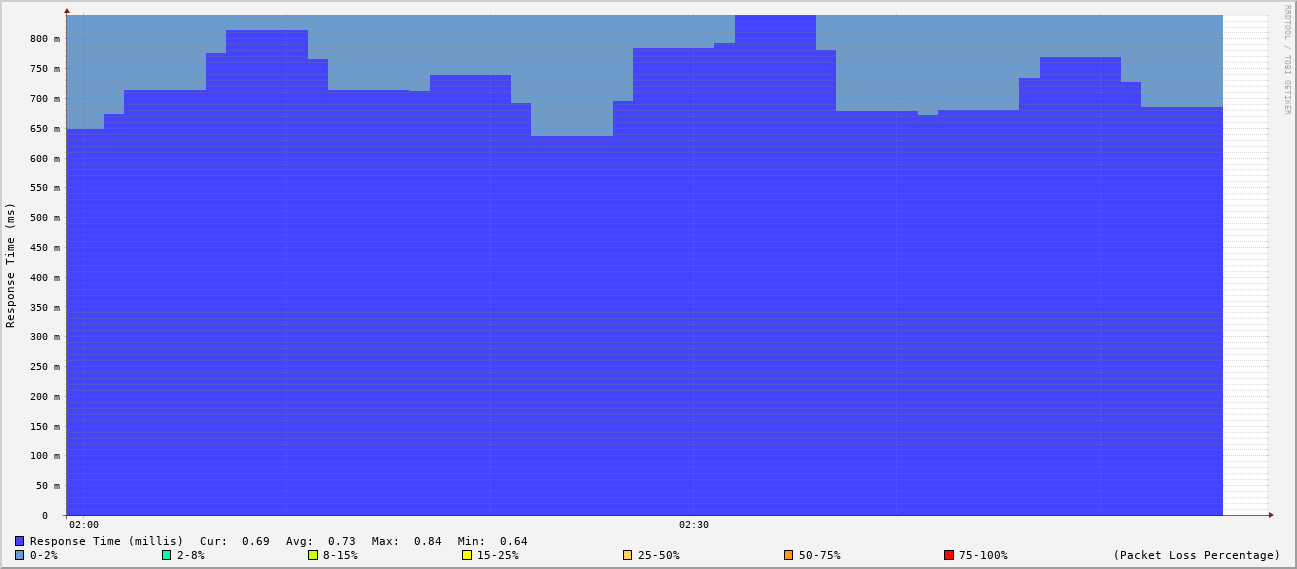 RRDTOOL / TOBI OETIKER
Response Time (ms)
800 m
750 m
700 m
650 m
600 m
550 m
500 m
450 m
400 m
350 m
300 m
250 m
200 m
150 m
100 m
50 m
0
02:00 02:30
Response Time (millis) Cur: 0.69 Avg: 0.73 Max: 0.84 Min: 0.64
0-2% 2-8% 8-15% 15-25% 25-50% 50-75% 75-100% (Packet Loss Percentage)